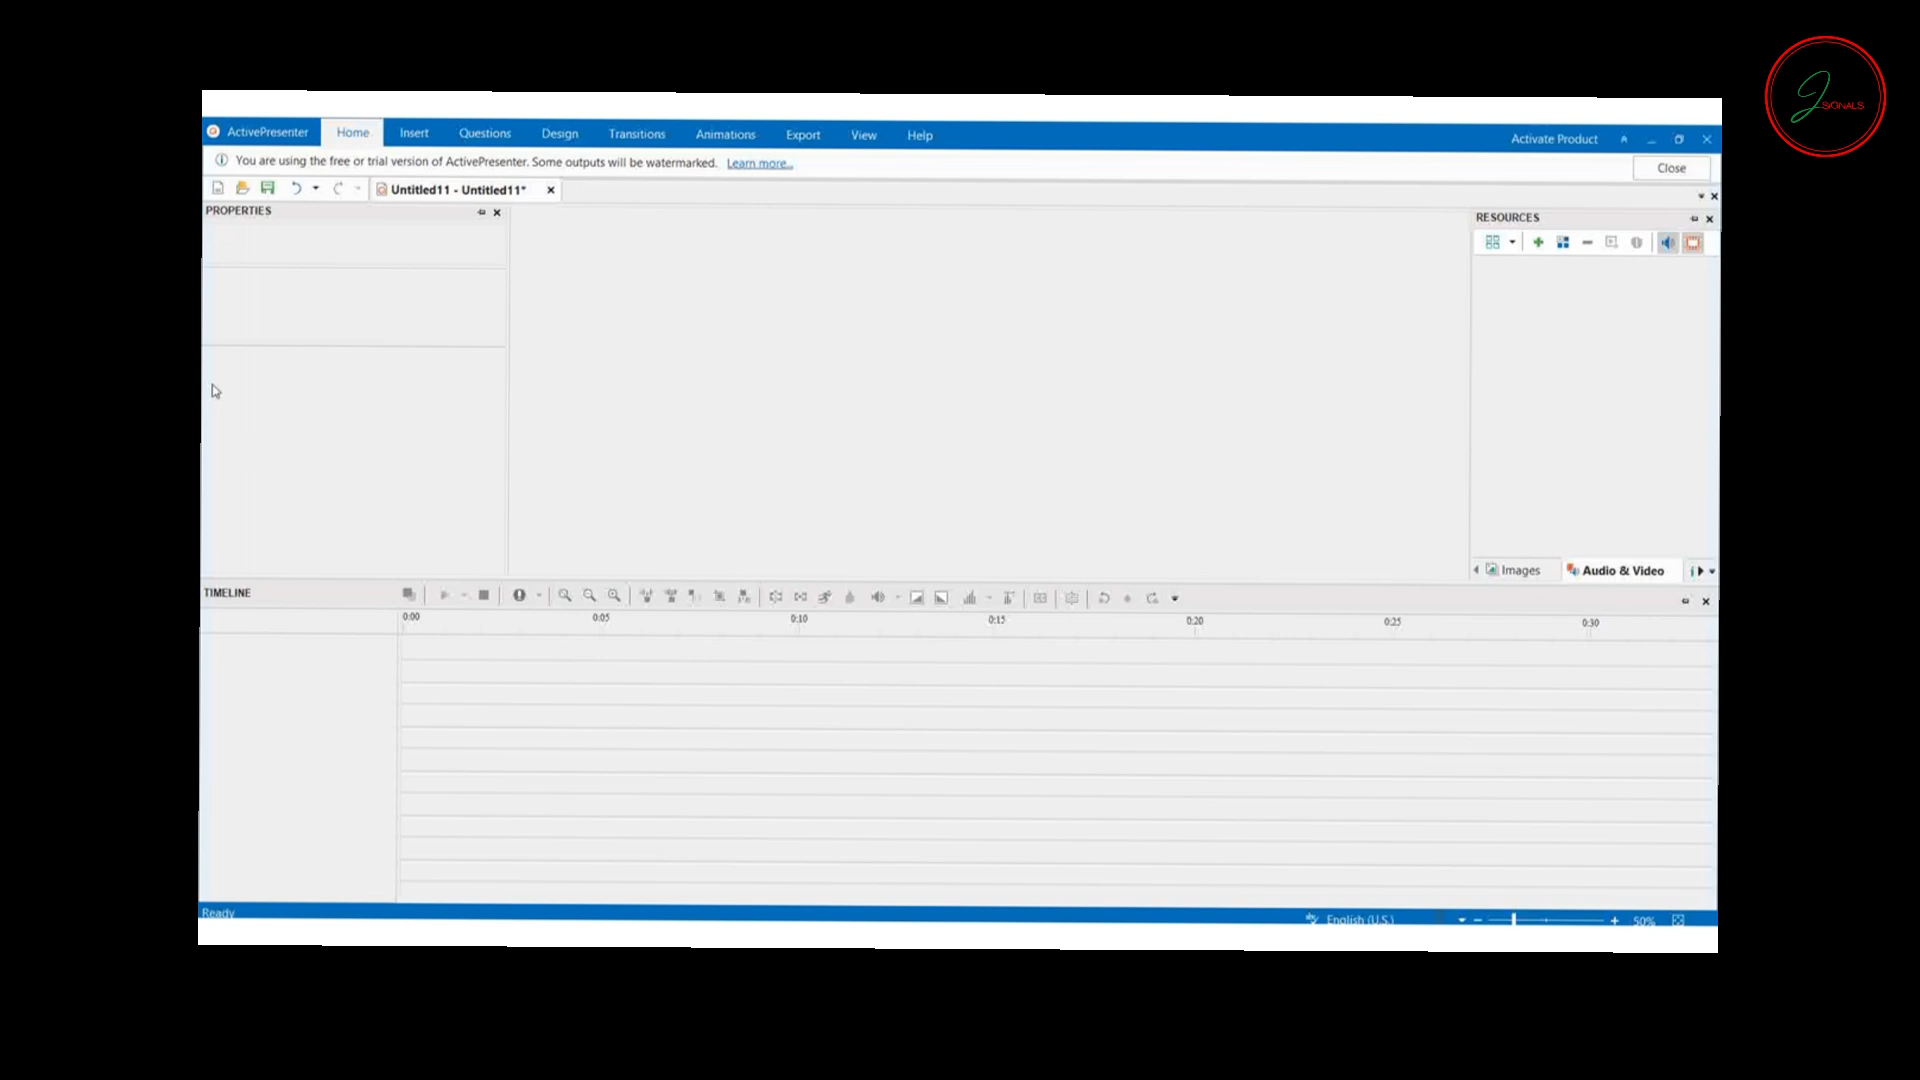 ActivePresenter Home Insert Questions Design Transitions Animations Export View Help Activate Product
You are using the free or trial version of ActivePresenter. Some outputs will be watermarked. Learn more... Close
Untitled11 - Untitled11*
PROPERTIES
RESOURCES
Images Audio & Video
TIMELINE
0:00 0:05 0:10 0:15 0:20 0:25 0:30
Ready English (U.S.) 50%
J SIGNALS